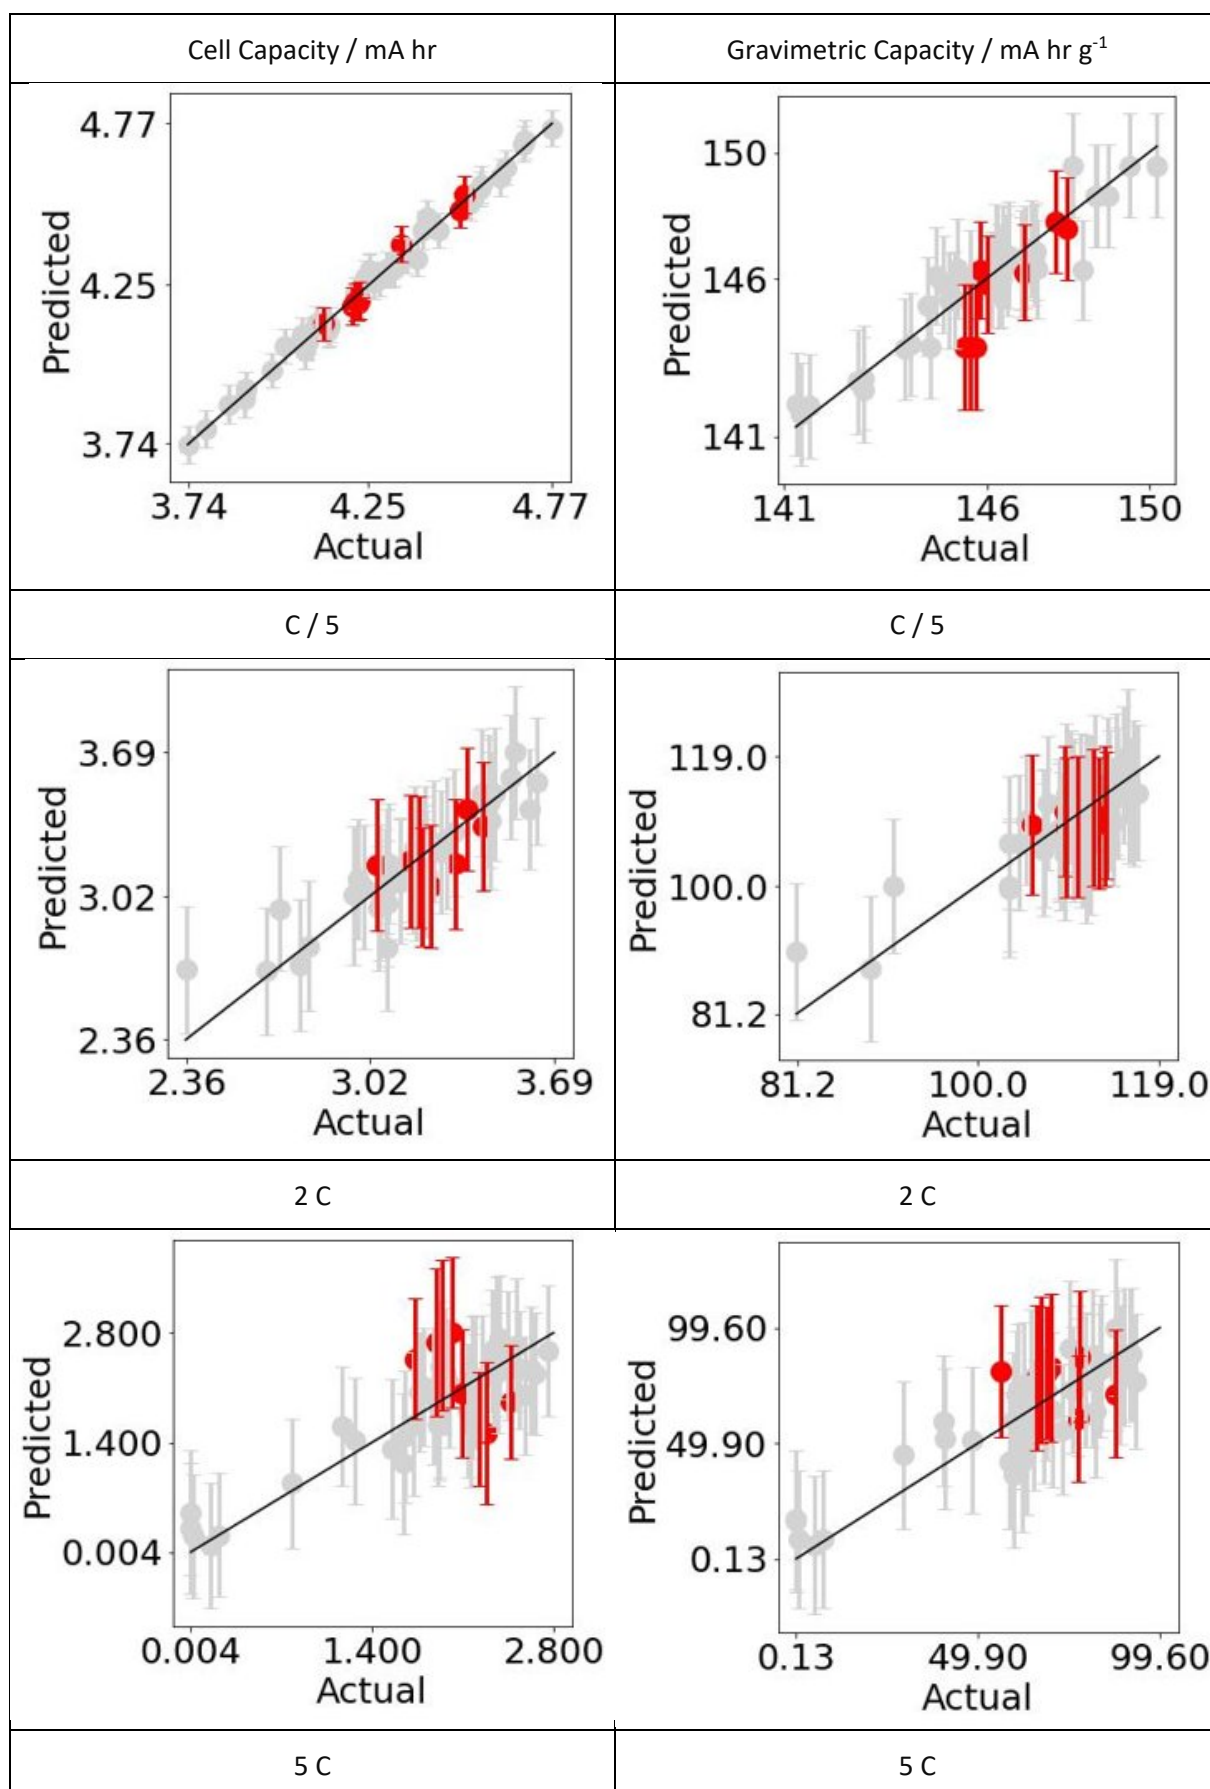 Cell Capacity / mA hr
Gravimetric Capacity / mA hr g-1
4.77
4.25
3.74
Predicted
3.74 4.25 4.77
Actual
150
146
141
Predicted
141 146 150
Actual
C / 5
C / 5
3.69
3.02
2.36
Predicted
2.36 3.02 3.69
Actual
119.0
100.0
81.2
Predicted
81.2 100.0 119.0
Actual
2 C
2 C
2.800
1.400
0.004
Predicted
0.004 1.400 2.800
Actual
99.60
49.90
0.13
Predicted
0.13 49.90 99.60
Actual
5 C
5 C